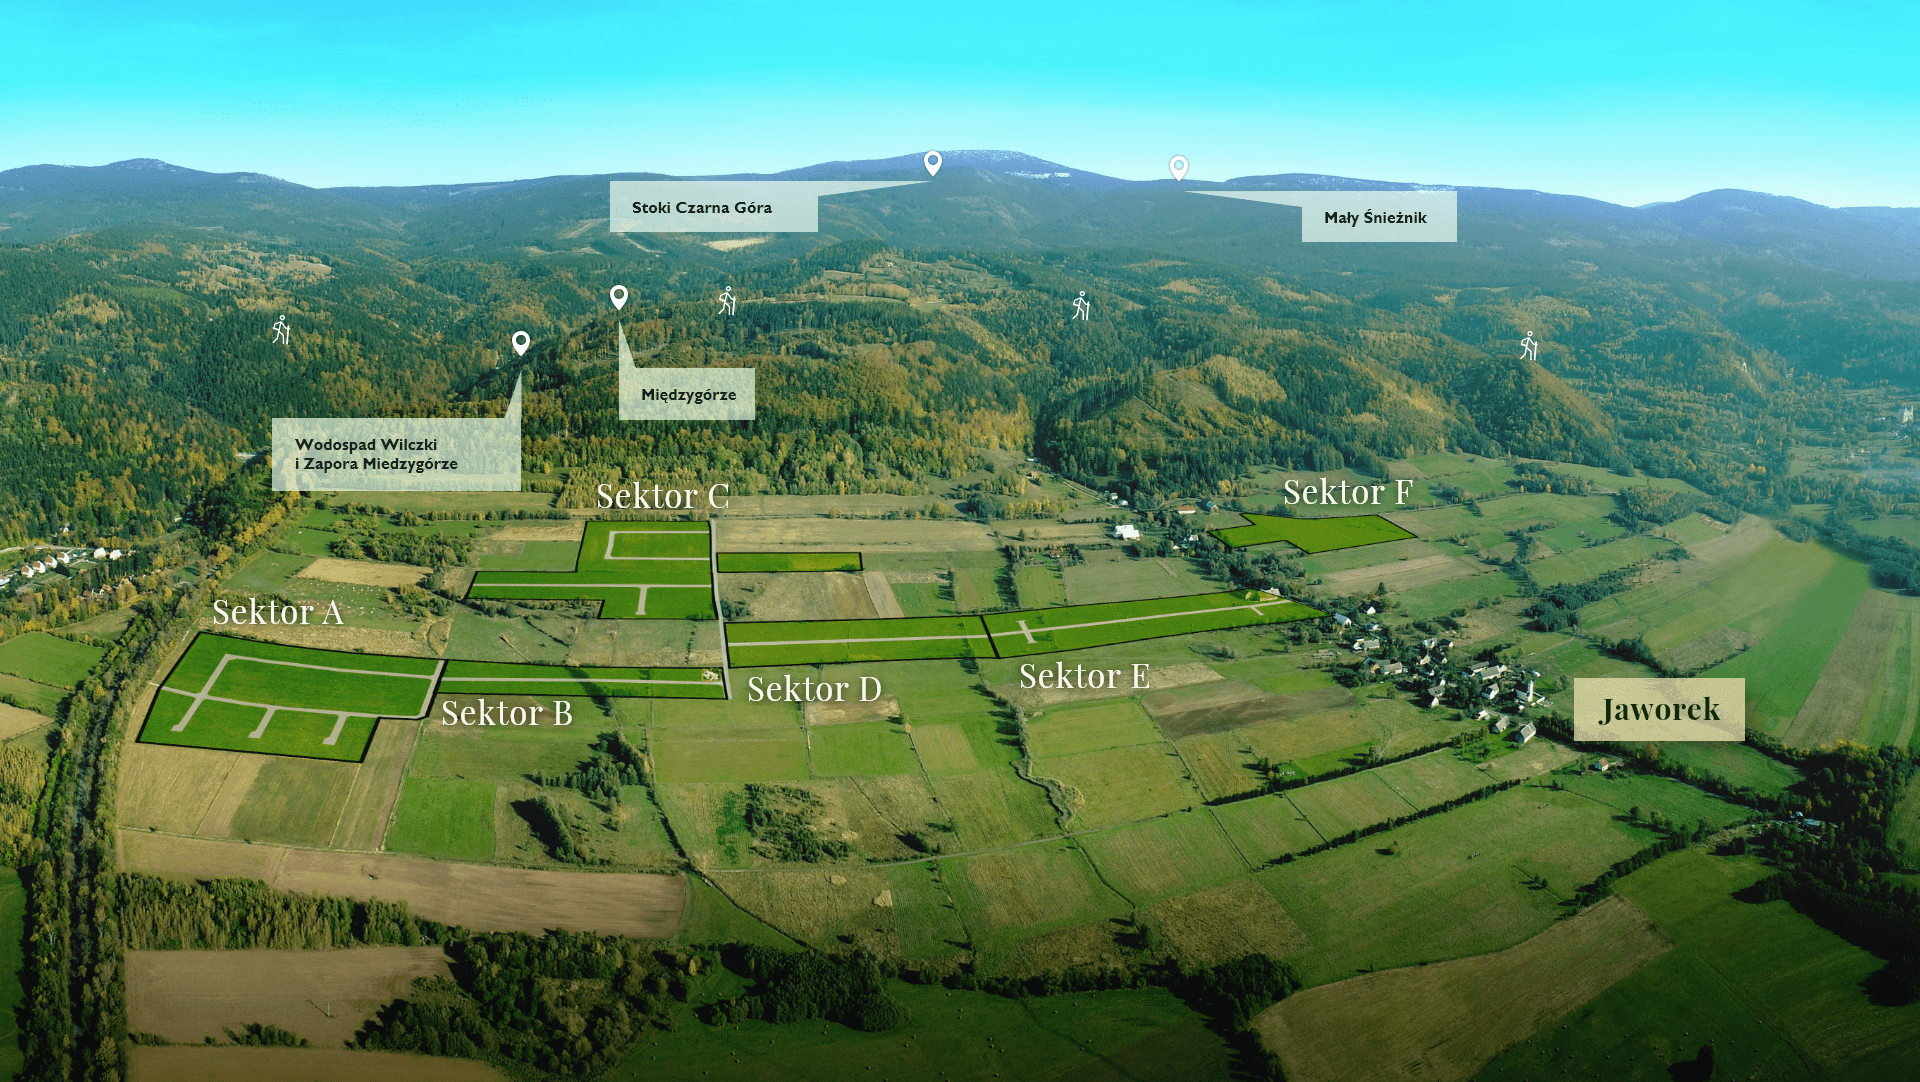 Stoki Czarna Góra
Mały Śnieżnik
Międzygórze
Wodospad Wilczki
i Zapora Miedzygórze
Sektor C
Sektor F
Sektor A
Sektor E
Sektor D
Sektor B
Jaworek